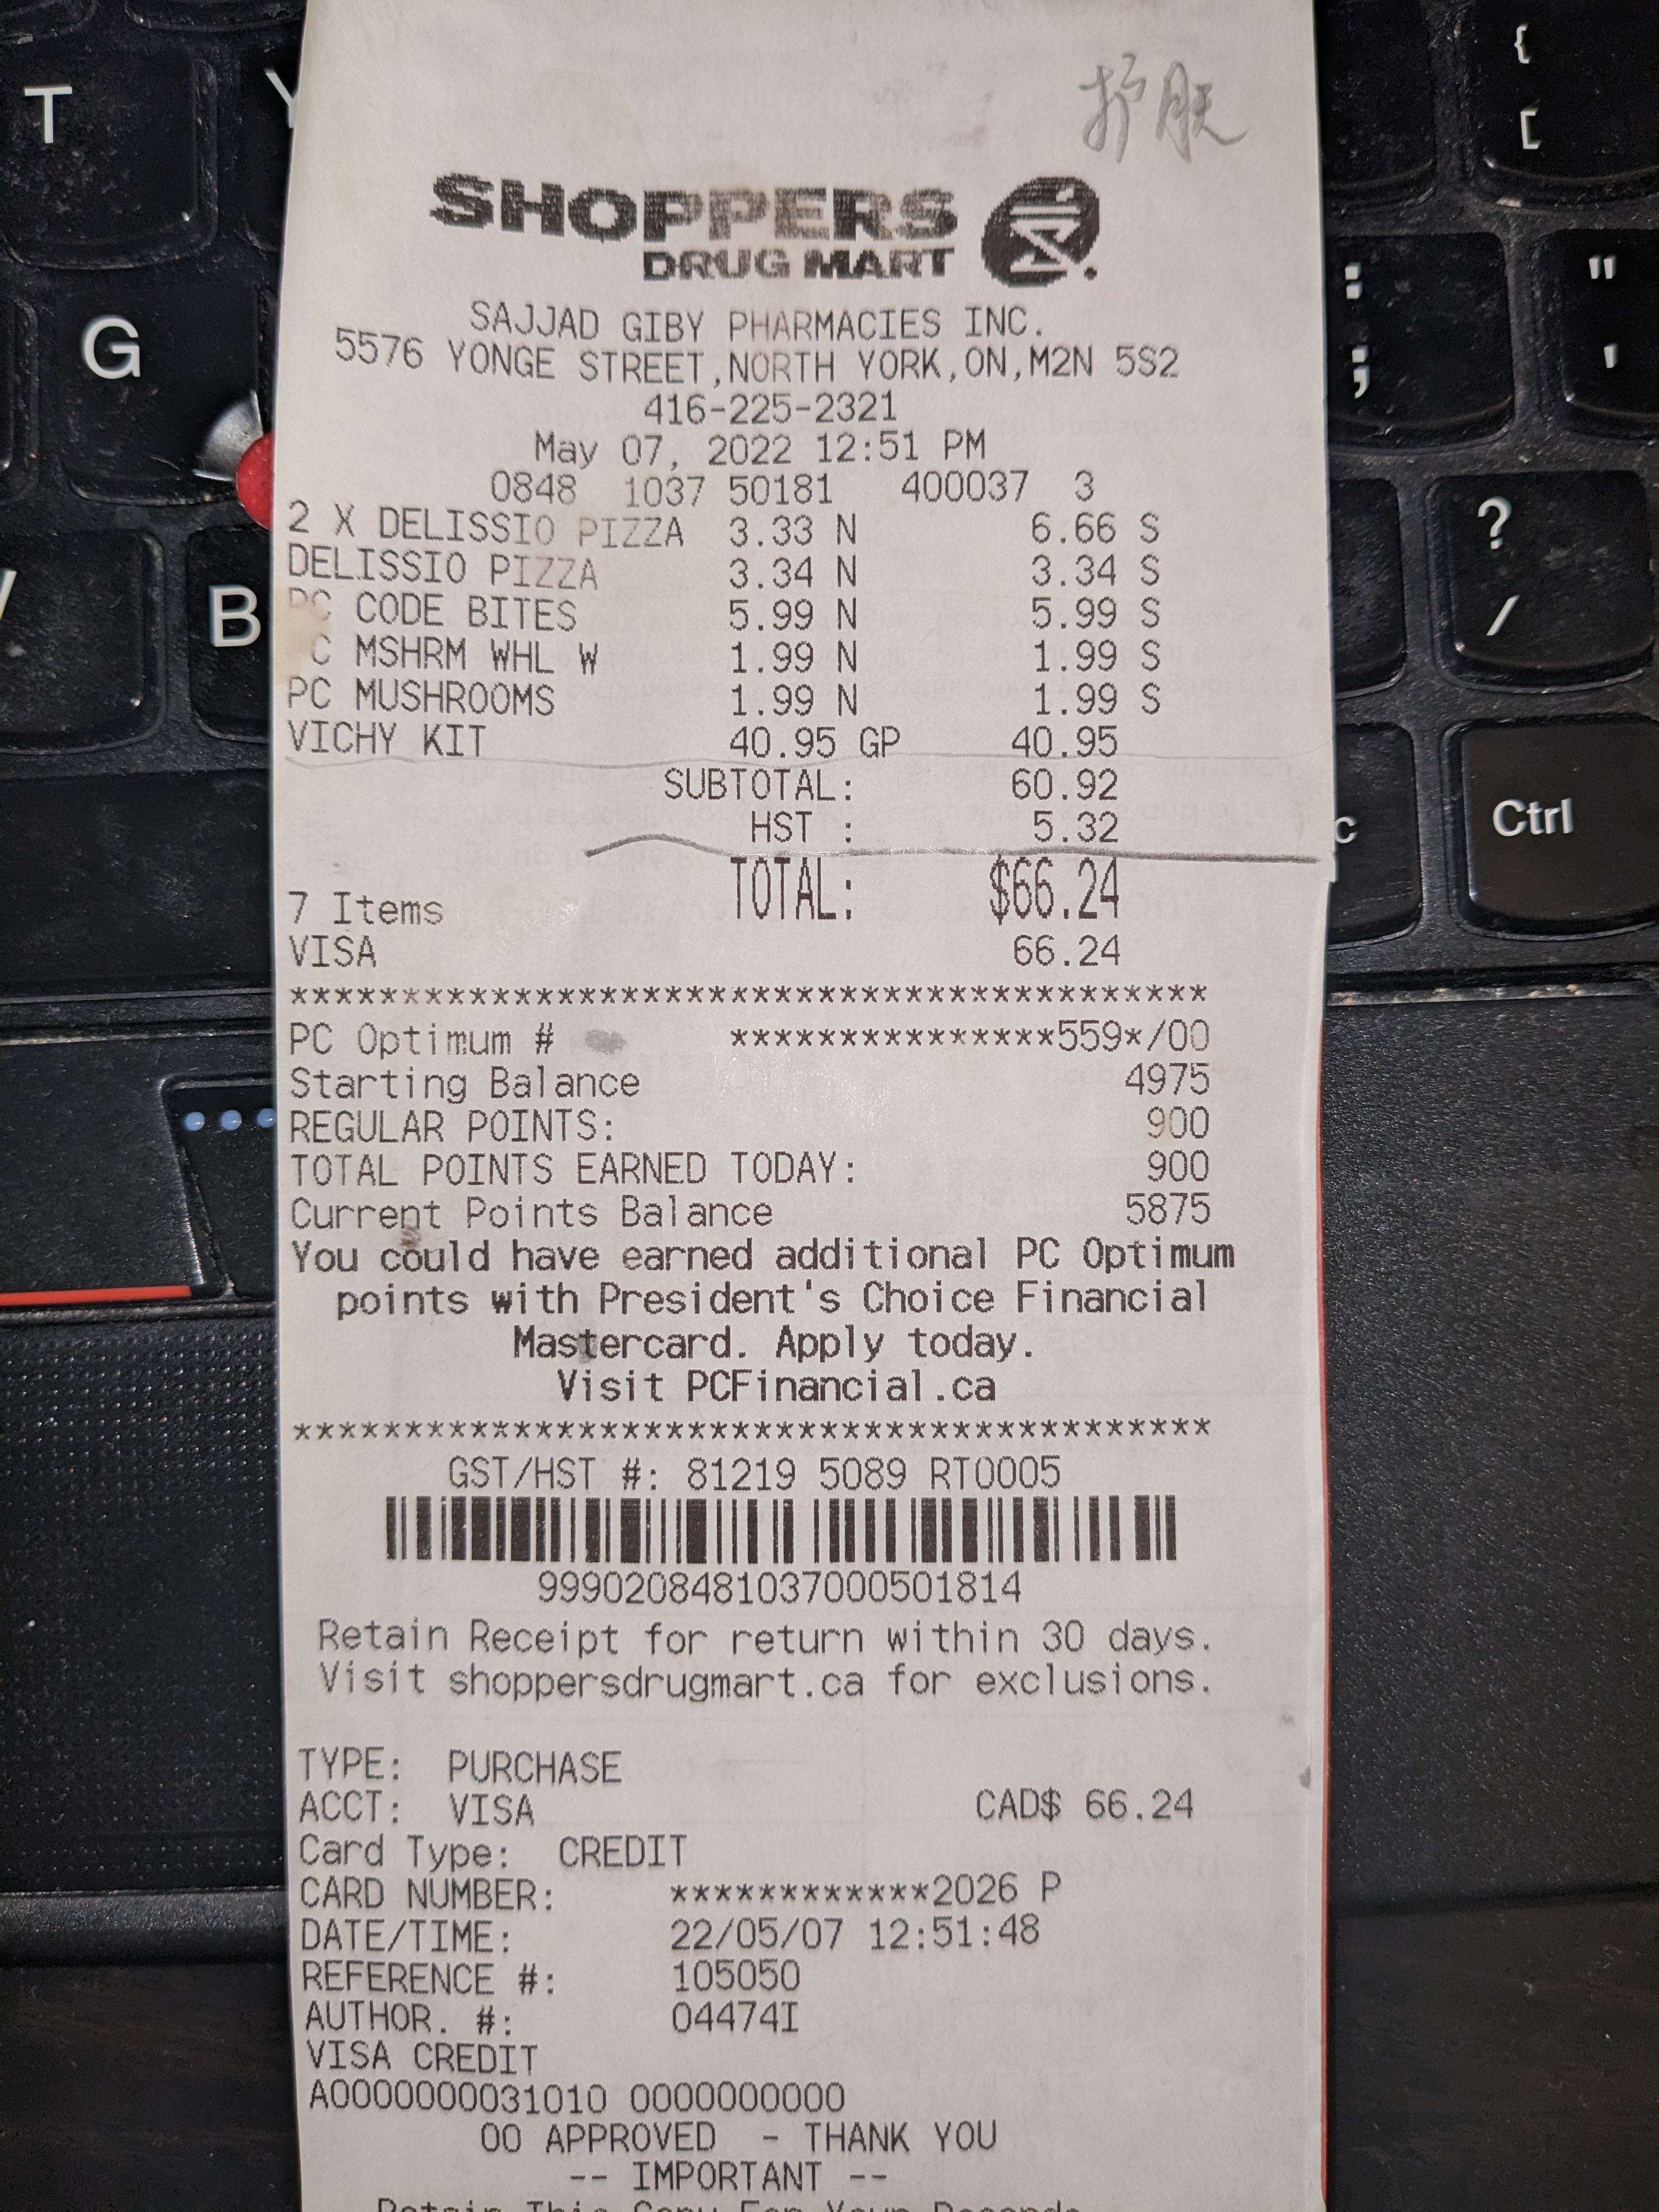 护肤
SHOPPERS
DRUG MART
SAJJAD GIBY PHARMACIES INC.
5576 YONGE STREET,NORTH YORK,ON,M2N 5S2
416-225-2321
May 07, 2022 12:51 PM
0848 1037 50181 400037 3
2 X DELISSIO PIZZA 3.33 N 6.66 S
DELISSIO PIZZA 3.34 N 3.34 S
PC CODE BITES 5.99 N 5.99 S
C MSHRM WHL W 1.99 N 1.99 S
PC MUSHROOMS 1.99 N 1.99 S
VICHY KIT 40.95 GP 40.95
SUBTOTAL: 60.92
HST : 5.32
TOTAL: $66.24
7 Items
VISA 66.24
******************************************
PC Optimum # ***************559*/00
Starting Balance 4975
REGULAR POINTS: 900
TOTAL POINTS EARNED TODAY: 900
Current Points Balance 5875
You could have earned additional PC Optimum
points with President's Choice Financial
Mastercard. Apply today.
Visit PCFinancial.ca
******************************************
GST/HST #: 81219 5089 RT0005
9990208481037000501814
Retain Receipt for return within 30 days.
Visit shoppersdrugmart.ca for exclusions.
TYPE: PURCHASE
ACCT: VISA CAD$ 66.24
Card Type: CREDIT
CARD NUMBER: ************2026 P
DATE/TIME: 22/05/07 12:51:48
REFERENCE #: 105050
AUTHOR. #: 04474I
VISA CREDIT
A0000000031010 0000000000
00 APPROVED - THANK YOU
-- IMPORTANT --
Retain This Copy For Your Records
T
Y
G
B
{
[
:
;
"
'
?
/
c
Ctrl